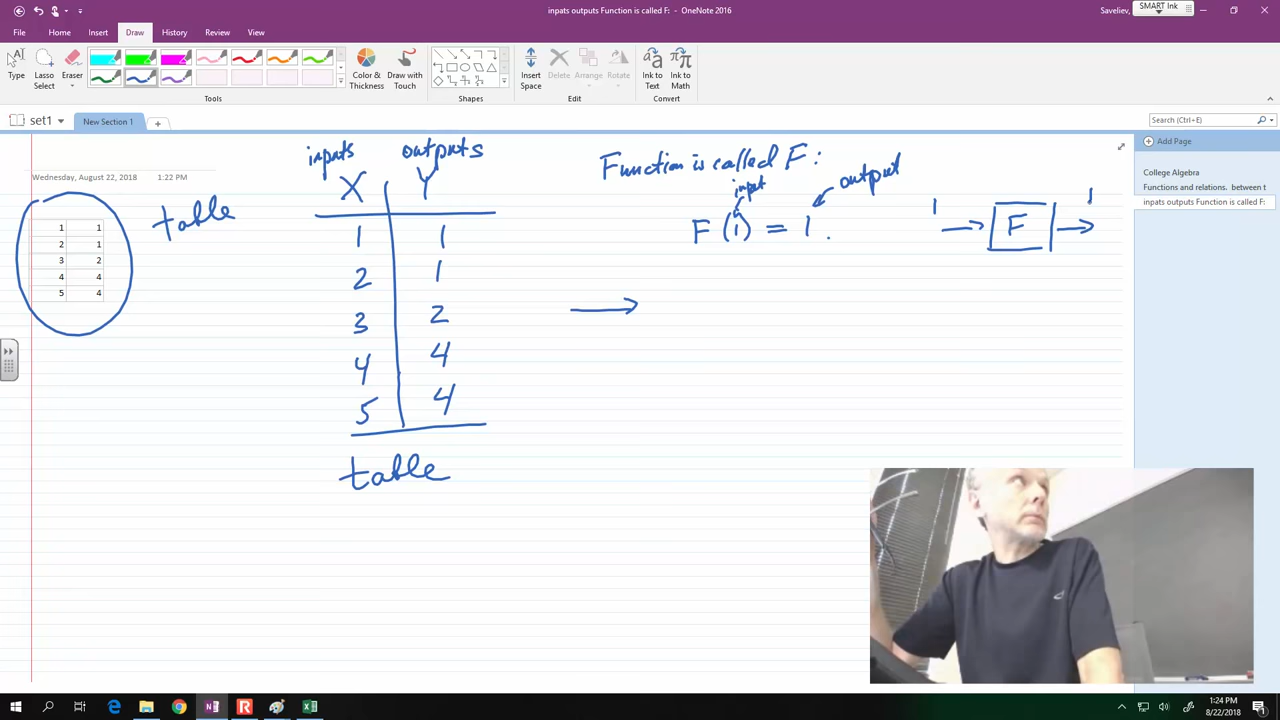 inpats outputs Function is called F: - OneNote 2016
Saveliev,
SMART Ink
File Home Insert Draw History Review View
Type
Lasso Select
Eraser
Color & Thickness
Draw with Touch
Insert Space
Delete
Arrange
Rotate
Ink to Text
Ink to Math
Tools
Shapes
Edit
Convert
set1
New Section 1
Search (Ctrl+E)
Add Page
College Algebra
Functions and relations. between t
inpats outputs Function is called F:
Wednesday, August 22, 2018 1:22 PM
1 1
2 1
3 2
4 4
5 4
table
inputs outputs
X Y
1 1
2 1
3 2
4 4
5 4
table
Function is called F:
input output
F (1) = 1.
1 F 1
1:24 PM
8/22/2018